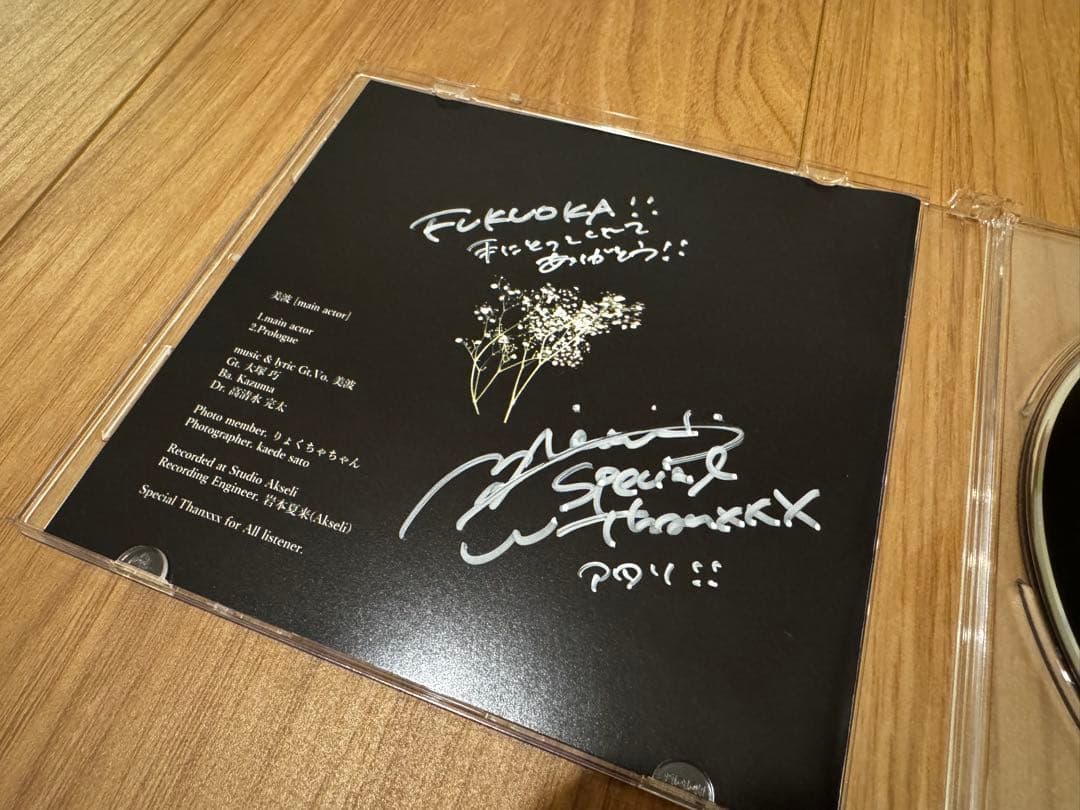 FUKUOKA!!
手にとってくれて
ありがとう!!
美波 [main actor]
1.main actor
2.Prologue
music & lyric Gt.Vo. 美波
Gt. 大塚 巧
Ba. Kazuma
Dr. 高清水 完太
Photo member. りょくちゃちゃん
Photographer. kaede sato
Recorded at Studio Akseli
Recording Engineer. 岩本夏来(Akseli)
Special Thanxxx for All listener.
Special
Thanxxx
アタリ!!